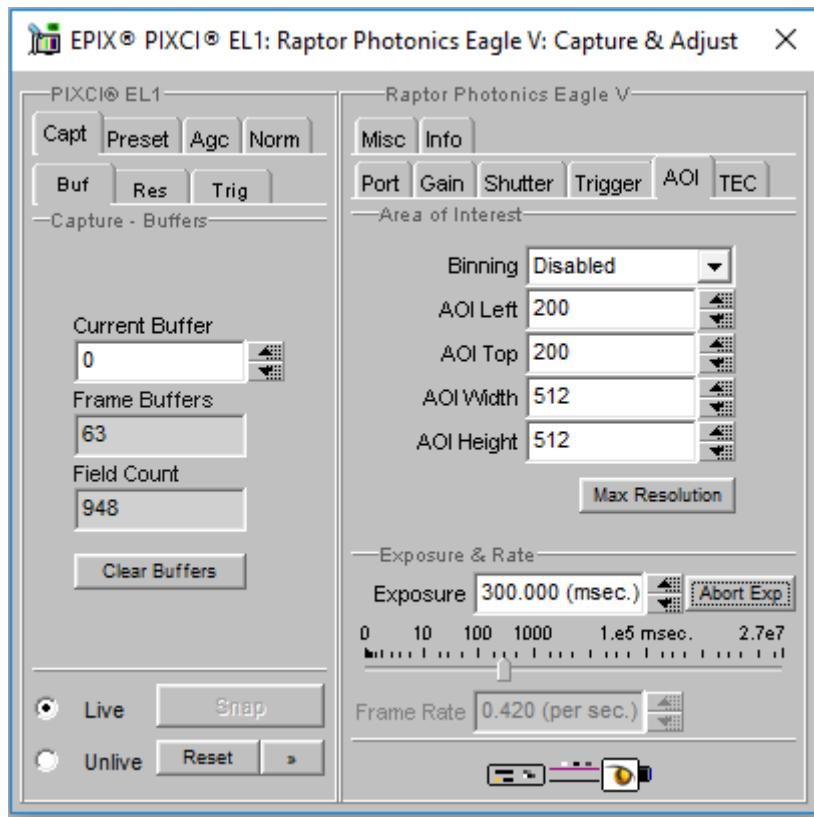 EPIX® PIXCI® EL1: Raptor Photonics Eagle V: Capture & Adjust
PIXCI® EL1
Capt Preset Agc Norm
Buf Res Trig
Capture - Buffers
Current Buffer
0
Frame Buffers
63
Field Count
948
Clear Buffers
Live Snap
Unlive Reset »
Raptor Photonics Eagle V
Misc Info
Port Gain Shutter Trigger AOI TEC
Area of Interest
Binning Disabled
AOI Left 200
AOI Top 200
AOI Width 512
AOI Height 512
Max Resolution
Exposure & Rate
Exposure 300.000 (msec.) Abort Exp
0 10 100 1000 1.e5 msec. 2.7e7
Frame Rate 0.420 (per sec.)